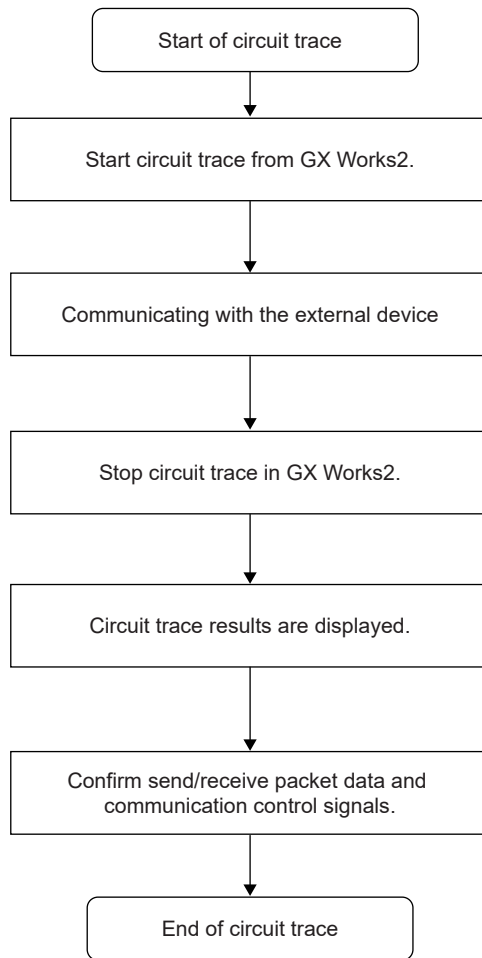 Start of circuit trace
Start circuit trace from GX Works2.
Communicating with the external device
Stop circuit trace in GX Works2.
Circuit trace results are displayed.
Confirm send/receive packet data and
communication control signals.
End of circuit trace